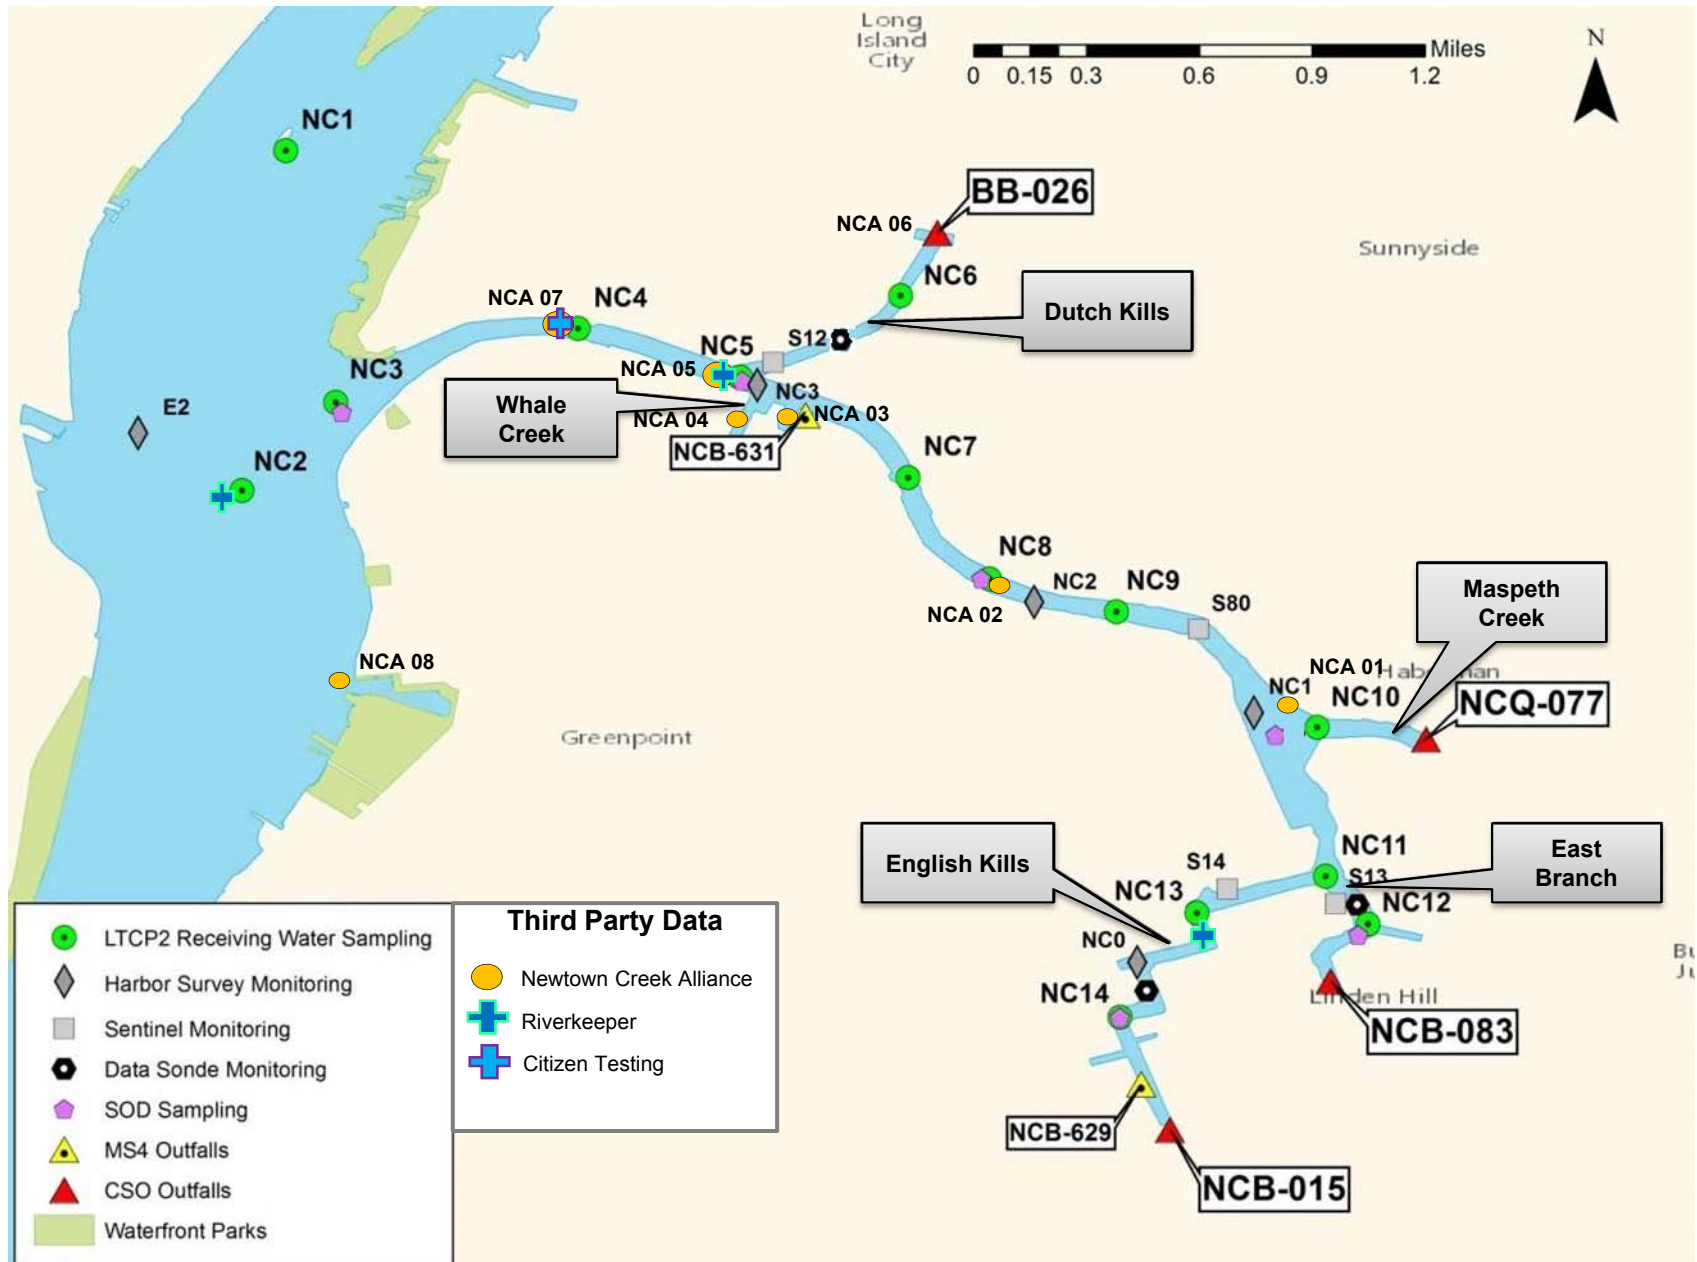 Long
Island
City
Miles
0 0.15 0.3 0.6 0.9 1.2
N
NC1
BB-026
NCA 06
Sunnyside
NC6
NCA 07
NC4
Dutch Kills
S12
NC5
NC3
NCA 05
NC3
E2
Whale
Creek
NCA 04
NCA 03
NCB-631
NC7
NC2
NC8
NC2
NC9
NCA 02
S80
Maspeth
Creek
NCA 08
NCA 01
NC1
NC10
NCQ-077
Greenpoint
NC11
English Kills
S14
S13
East
Branch
NC13
NC12
NC0
NC14
Linden Hill
NCB-083
NCB-629
NCB-015
LTCP2 Receiving Water Sampling
Harbor Survey Monitoring
Sentinel Monitoring
Data Sonde Monitoring
SOD Sampling
MS4 Outfalls
CSO Outfalls
Waterfront Parks
Third Party Data
Newtown Creek Alliance
Riverkeeper
Citizen Testing